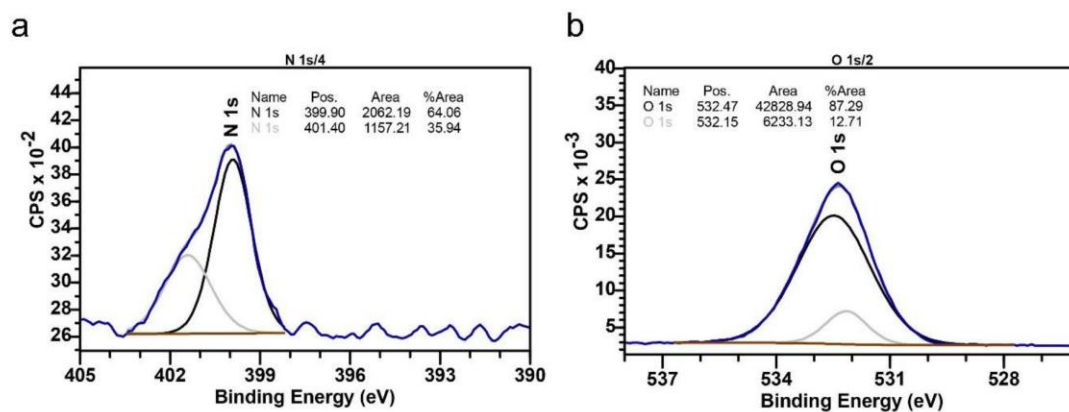 a
N 1s/4
Name Pos. Area %Area
N 1s 399.90 2062.19 64.06
N 1s 401.40 1157.21 35.94
N 1s
CPS x 10⁻²
44
42
40
38
36
34
32
30
28
26
405 402 399 396 393 390
Binding Energy (eV)
b
O 1s/2
Name Pos. Area %Area
O 1s 532.47 42828.94 87.29
O 1s 532.15 6233.13 12.71
O 1s
CPS x 10⁻³
40
35
30
25
20
15
10
5
537 534 531 528
Binding Energy (eV)